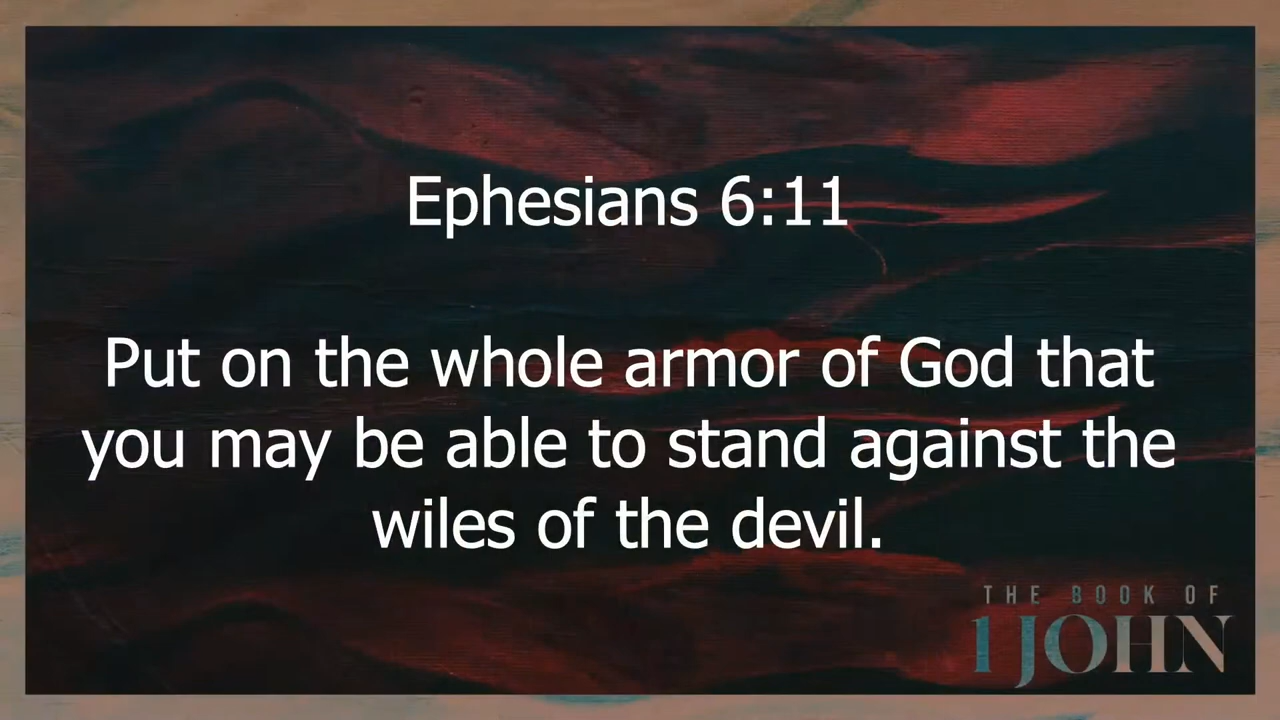 Ephesians 6:11
Put on the whole armor of God that
you may be able to stand against the
wiles of the devil.
THE BOOK OF
1 JOHN